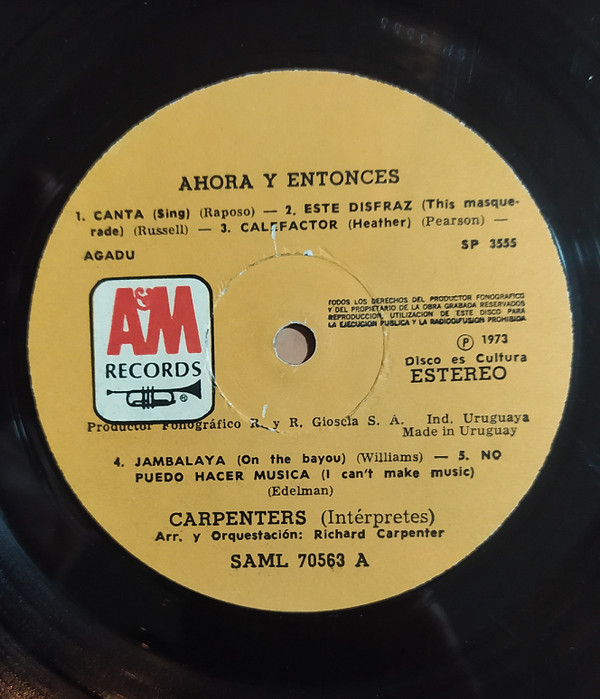 AHORA Y ENTONCES
1. CANTA (Sing) (Raposo) — 2. ESTE DISFRAZ (This masque-
rade) (Russell) — 3. CALEFACTOR (Heather) (Pearson) —
AGADU
SP 3555
A&M
RECORDS
®
TODOS LOS DERECHOS DEL PRODUCTOR FONOGRAFICO
Y DEL PROPIETARIO DE LA OBRA GRABADA RESERVADOS
REPRODUCCION, UTILIZACION DE ESTE DISCO PARA
LA EJECUCION PUBLICA Y LA RADIODIFUSION PROHIBIDA
Ⓟ 1973
Disco es Cultura
ESTEREO
Productor Fonográfico R. y R. Gioscia S. A. Ind. Uruguaya
Made in Uruguay
4. JAMBALAYA (On the bayou) (Williams) — 5. NO
PUEDO HACER MUSICA (I can't make music)
(Edelman)
CARPENTERS (Intérpretes)
Arr. y Orquestación: Richard Carpenter
SAML 70563 A